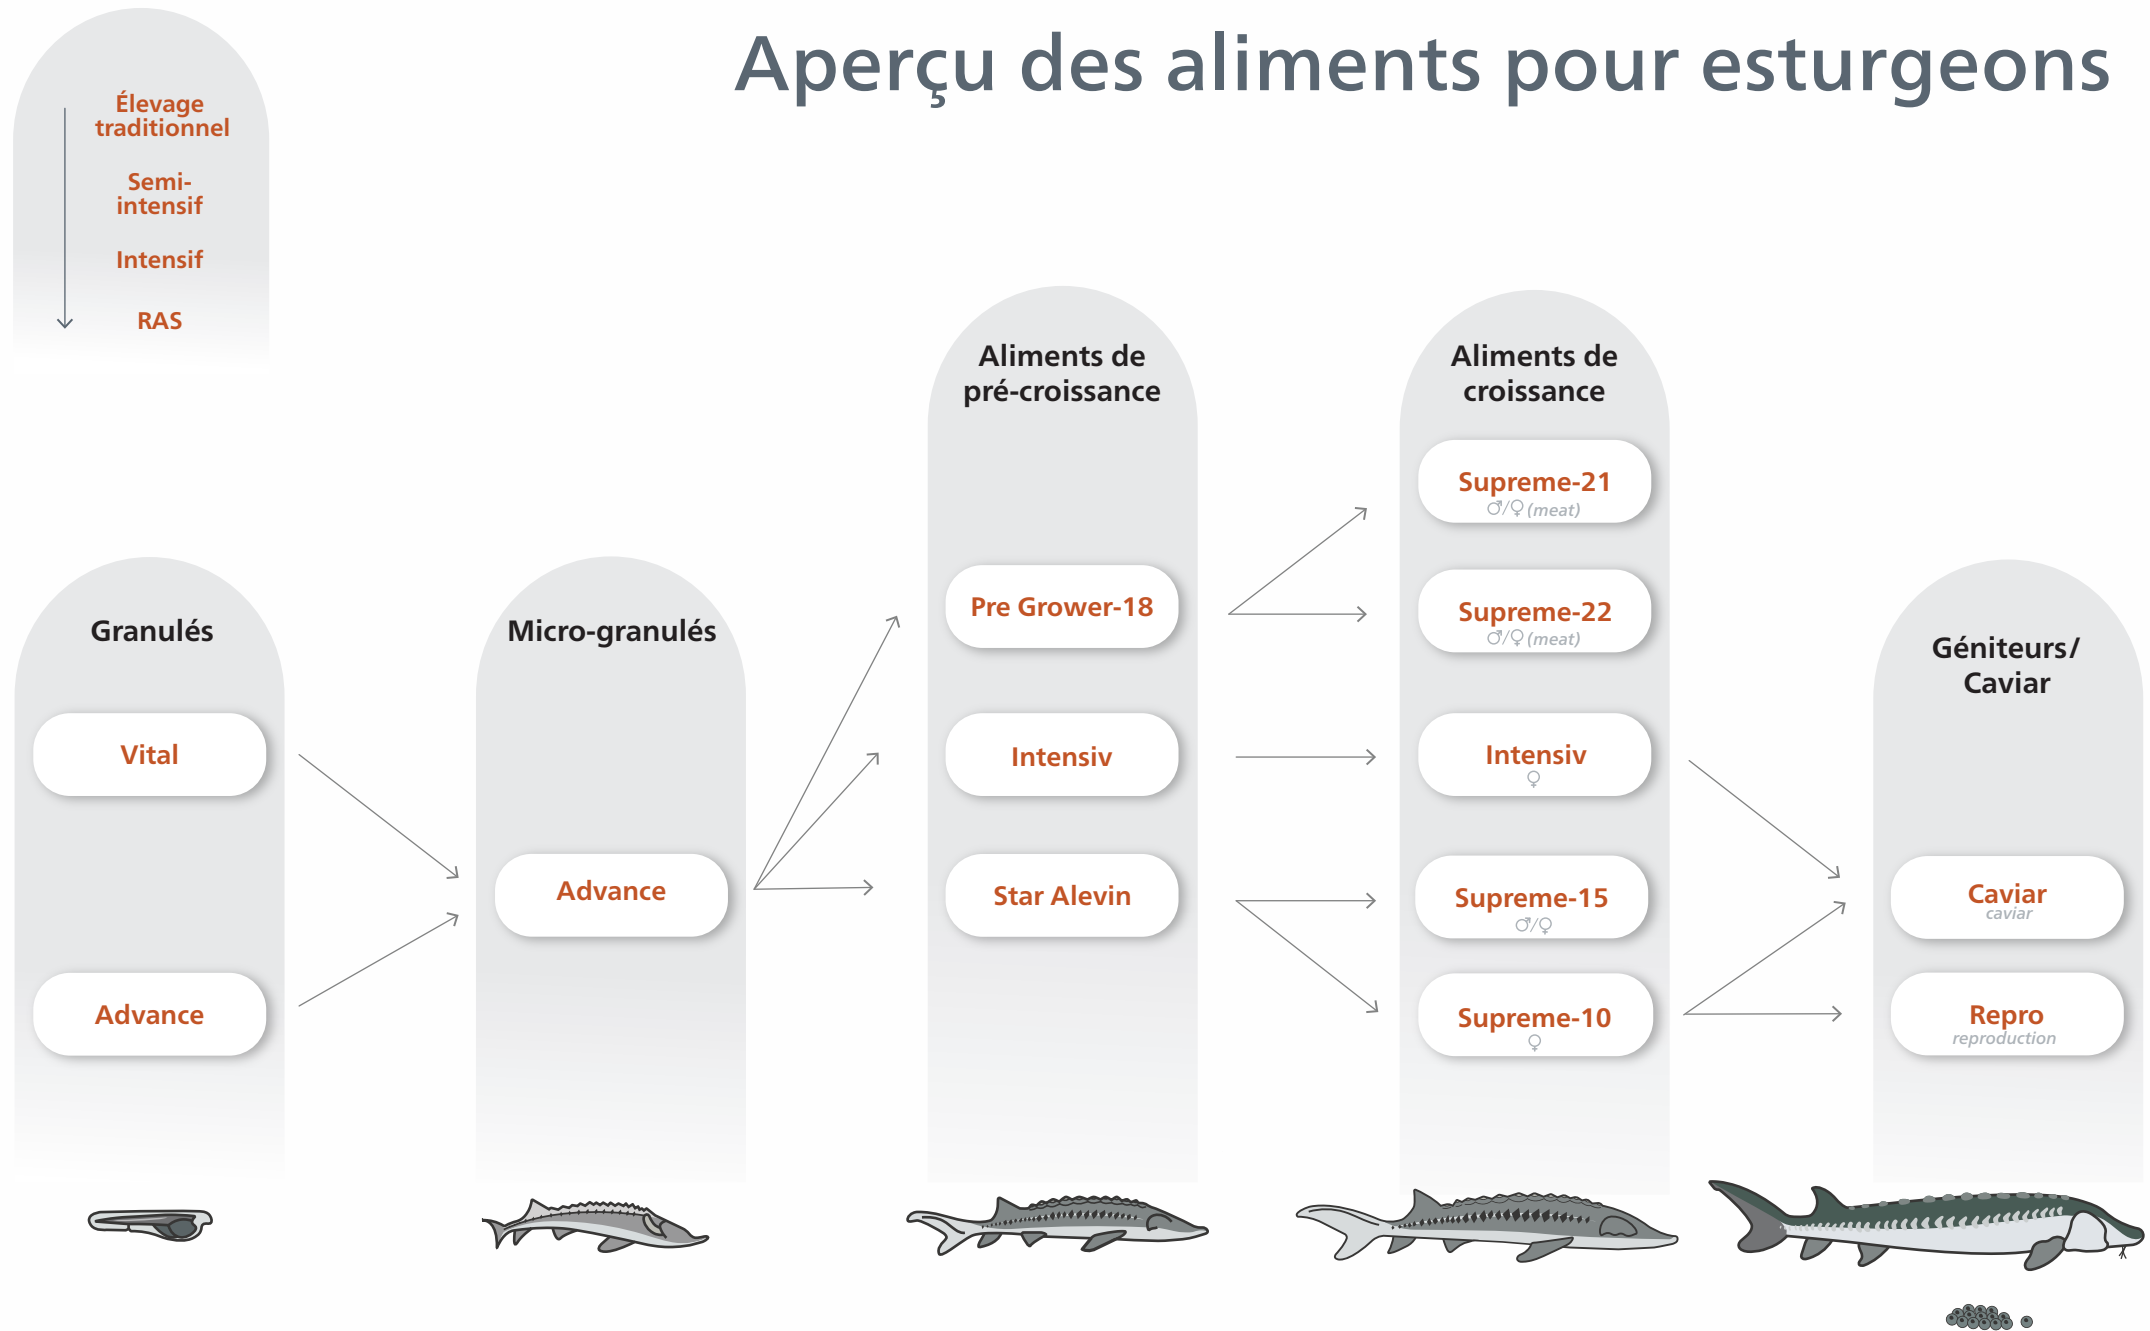 Aperçu des aliments pour esturgeons
Élevage
traditionnel
Semi-
intensif
Intensif
RAS
Granulés
Vital
Advance
Micro-granulés
Advance
Aliments de
pré-croissance
Pre Grower-18
Intensiv
Star Alevin
Aliments de
croissance
Supreme-21
♂/♀ (meat)
Supreme-22
♂/♀ (meat)
Intensiv
♀
Supreme-15
♂/♀
Supreme-10
♀
Géniteurs/
Caviar
Caviar
caviar
Repro
reproduction